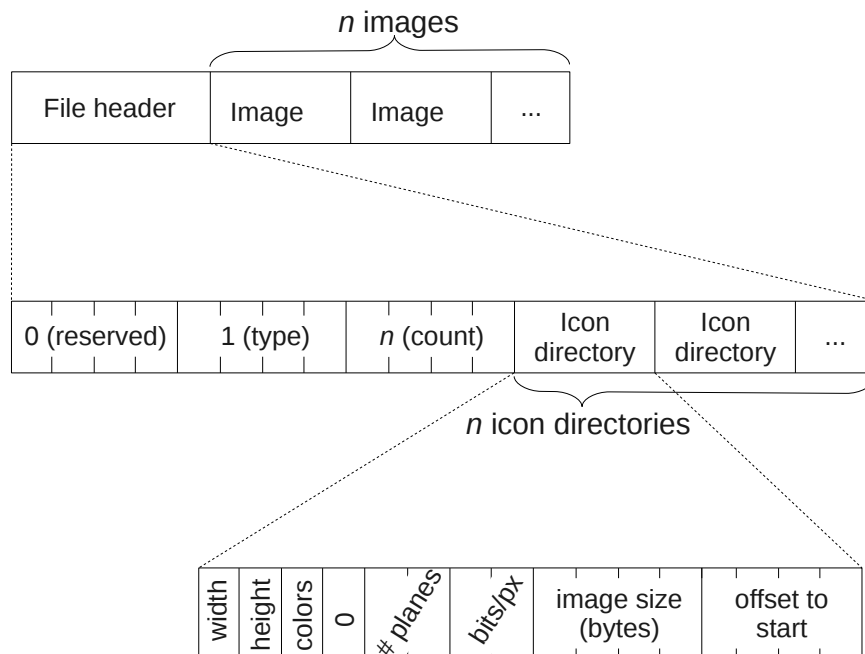 n images
File header
Image
Image
...
0 (reserved)
1 (type)
n (count)
Icon
directory
Icon
directory
...
n icon directories
width
height
colors
0
# planes
bits/px
image size
(bytes)
offset to
start